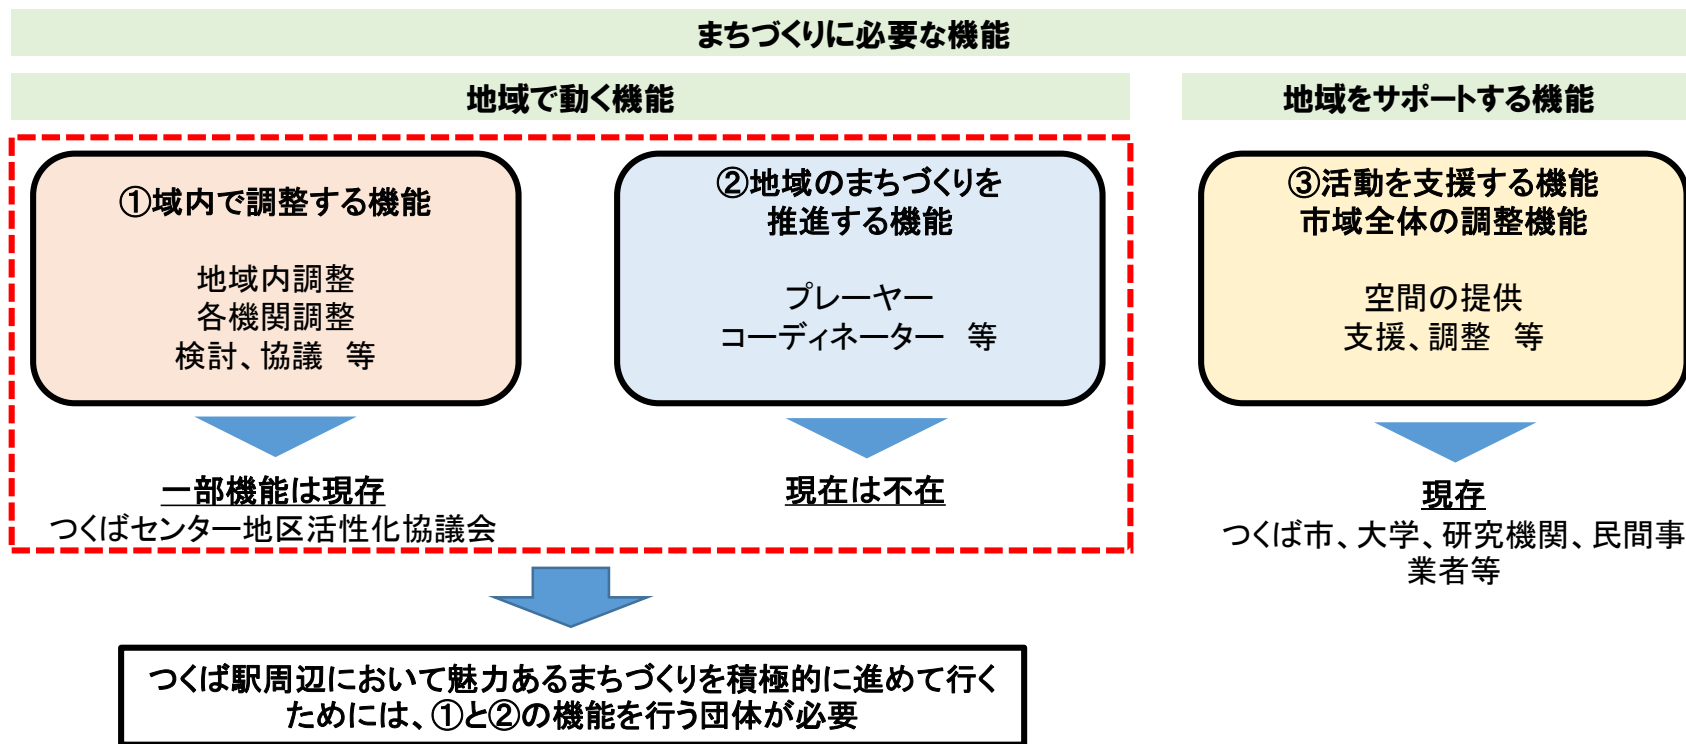 まちづくりに必要な機能
地域で動く機能
地域をサポートする機能
①域内で調整する機能
地域内調整
各機関調整
検討、協議　等
②地域のまちづくりを
推進する機能
プレーヤー
コーディネーター　等
③活動を支援する機能
市域全体の調整機能
空間の提供
支援、調整　等
一部機能は現存
つくばセンター地区活性化協議会
現在は不在
現存
つくば市、大学、研究機関、民間事
業者等
つくば駅周辺において魅力あるまちづくりを積極的に進めて行く
ためには、①と②の機能を行う団体が必要